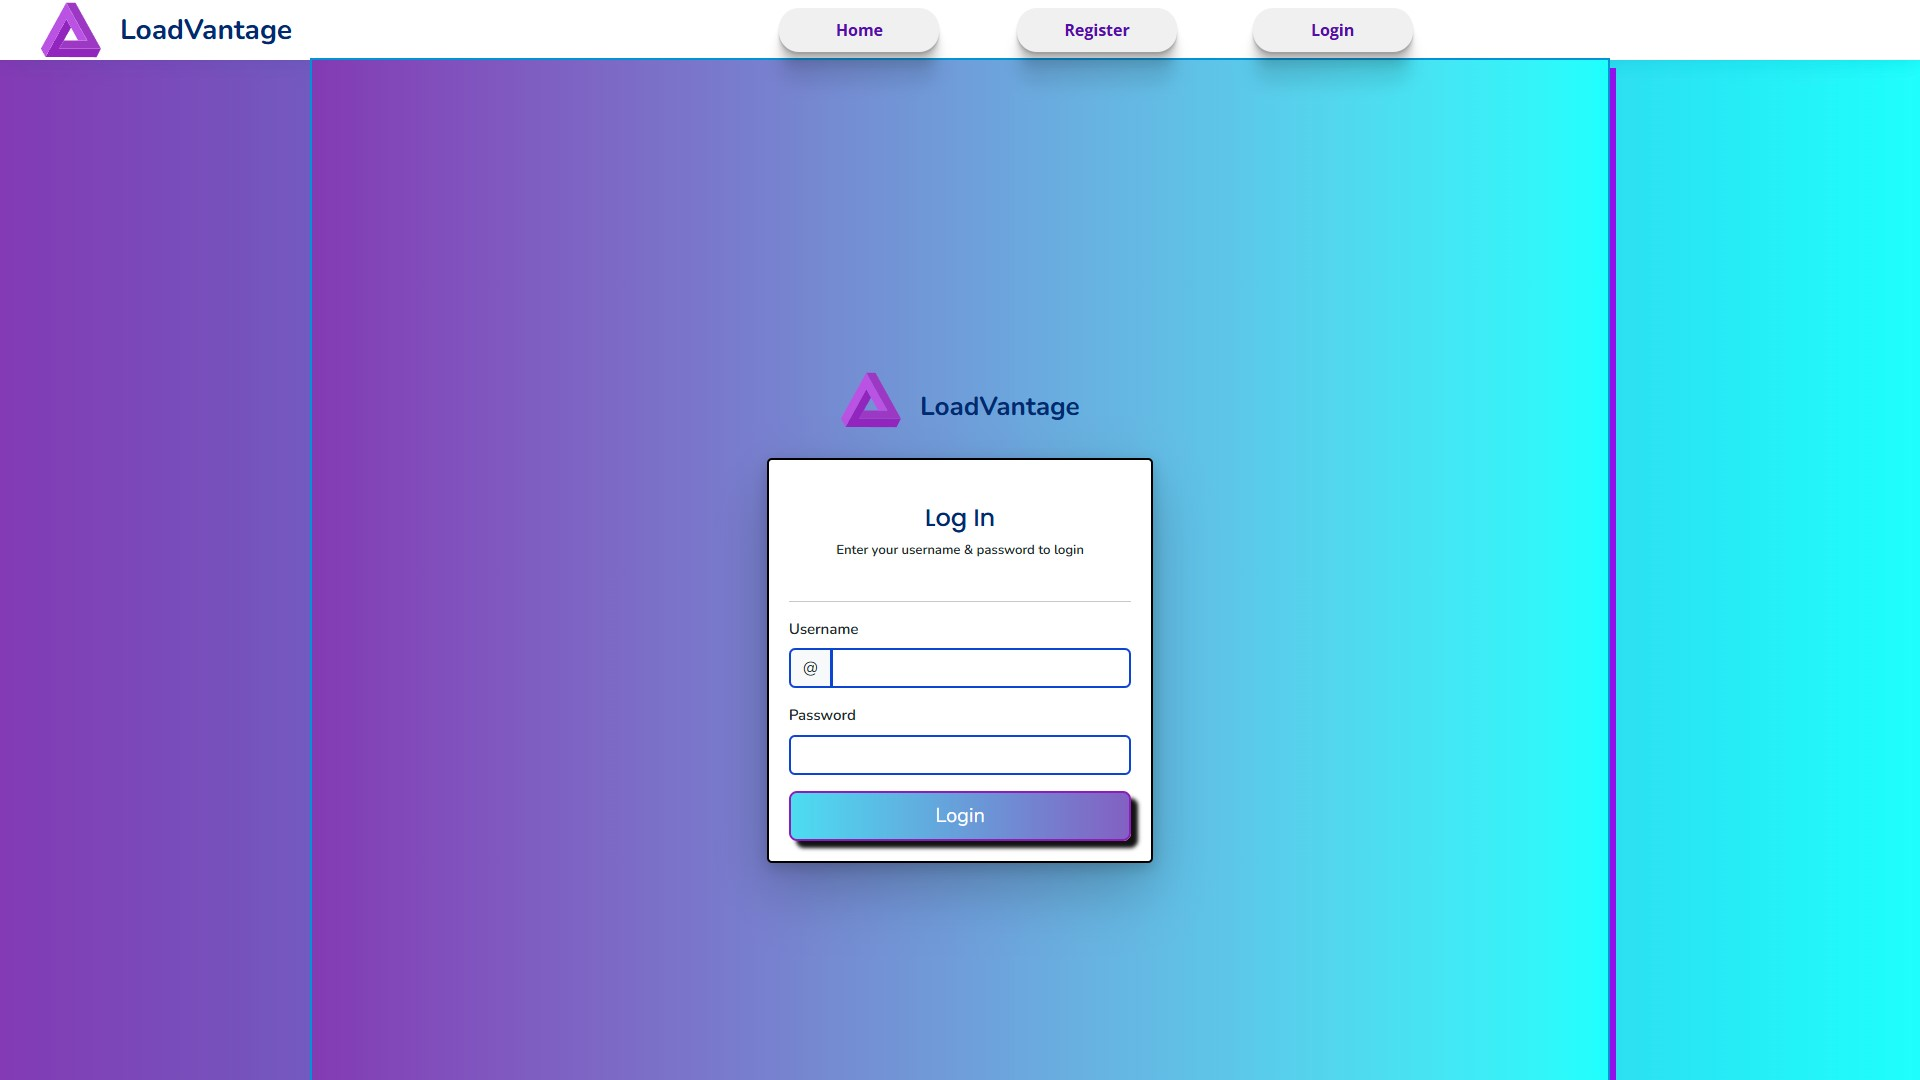 LoadVantage
Home
Register
Login
LoadVantage
Log In
Enter your username & password to login
Username
@
Password
Login